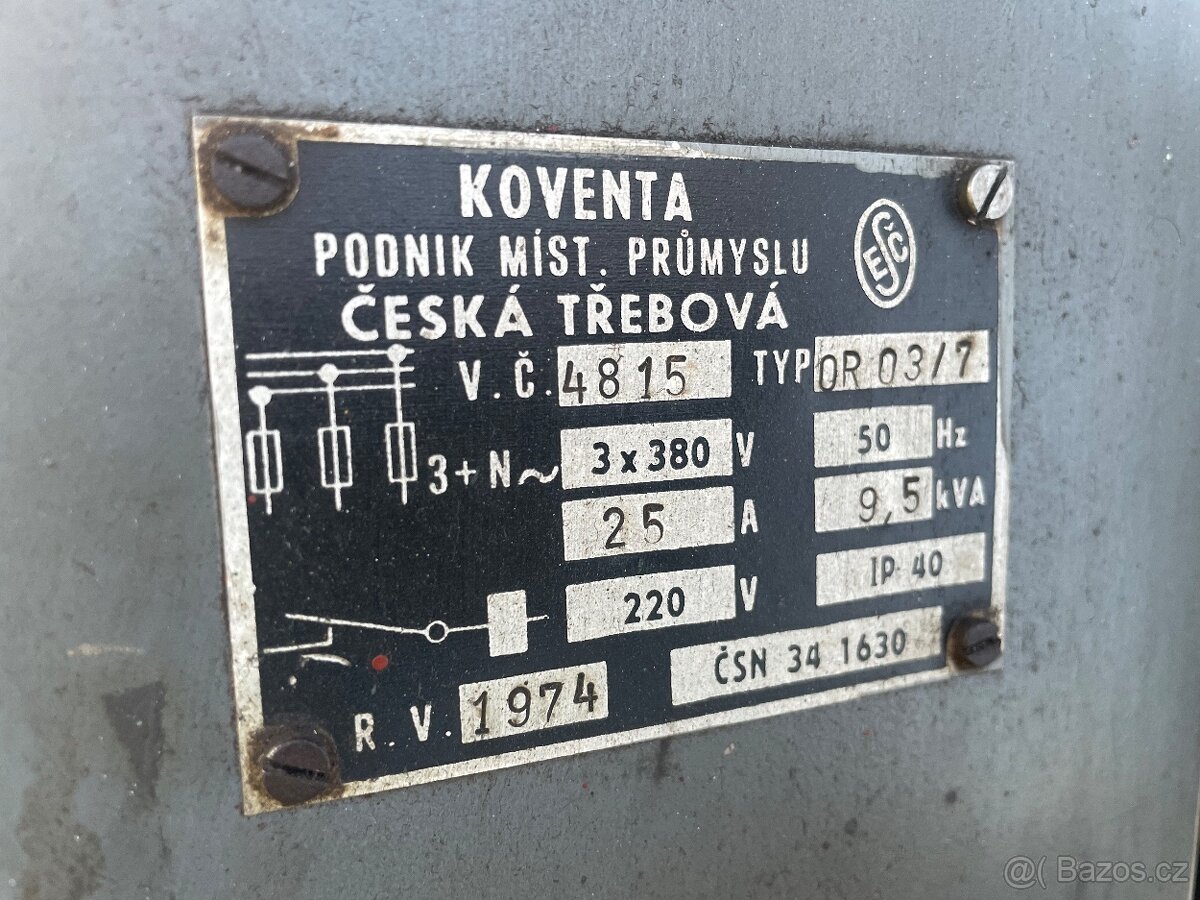 KOVENTA
PODNIK MÍST. PRŮMYSLU
ČESKÁ TŘEBOVÁ
EČS
V.Č. 4815 TYP OR 03/7
3+N~ 3 x 380 V 50 Hz
25 A 9,5 kVA
220 V IP 40
R.V. 1974 ČSN 34 1630
@( Bazos.cz